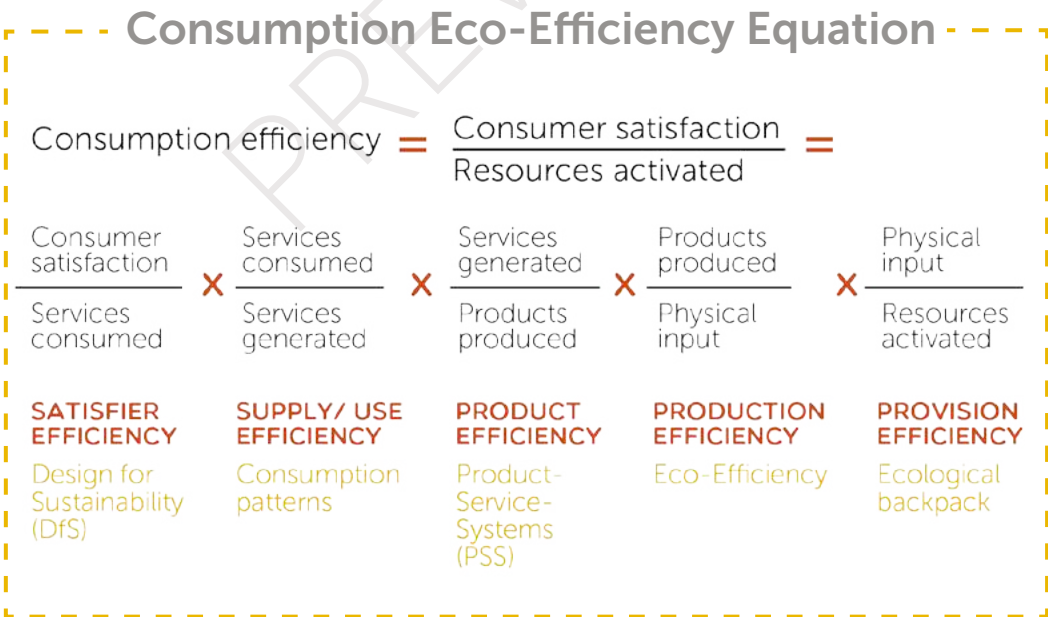 Consumption Eco-Efficiency Equation
PREV
Consumption efficiency = Consumer satisfaction =
Resources activated
Consumer satisfaction
Services consumed
×
Services consumed
Services generated
×
Services generated
Products produced
×
Products produced
Physical input
×
Physical input
Resources activated
SATISFIER EFFICIENCY
Design for Sustainability (DfS)
SUPPLY/ USE EFFICIENCY
Consumption patterns
PRODUCT EFFICIENCY
Product-Service-Systems (PSS)
PRODUCTION EFFICIENCY
Eco-Efficiency
PROVISION EFFICIENCY
Ecological backpack